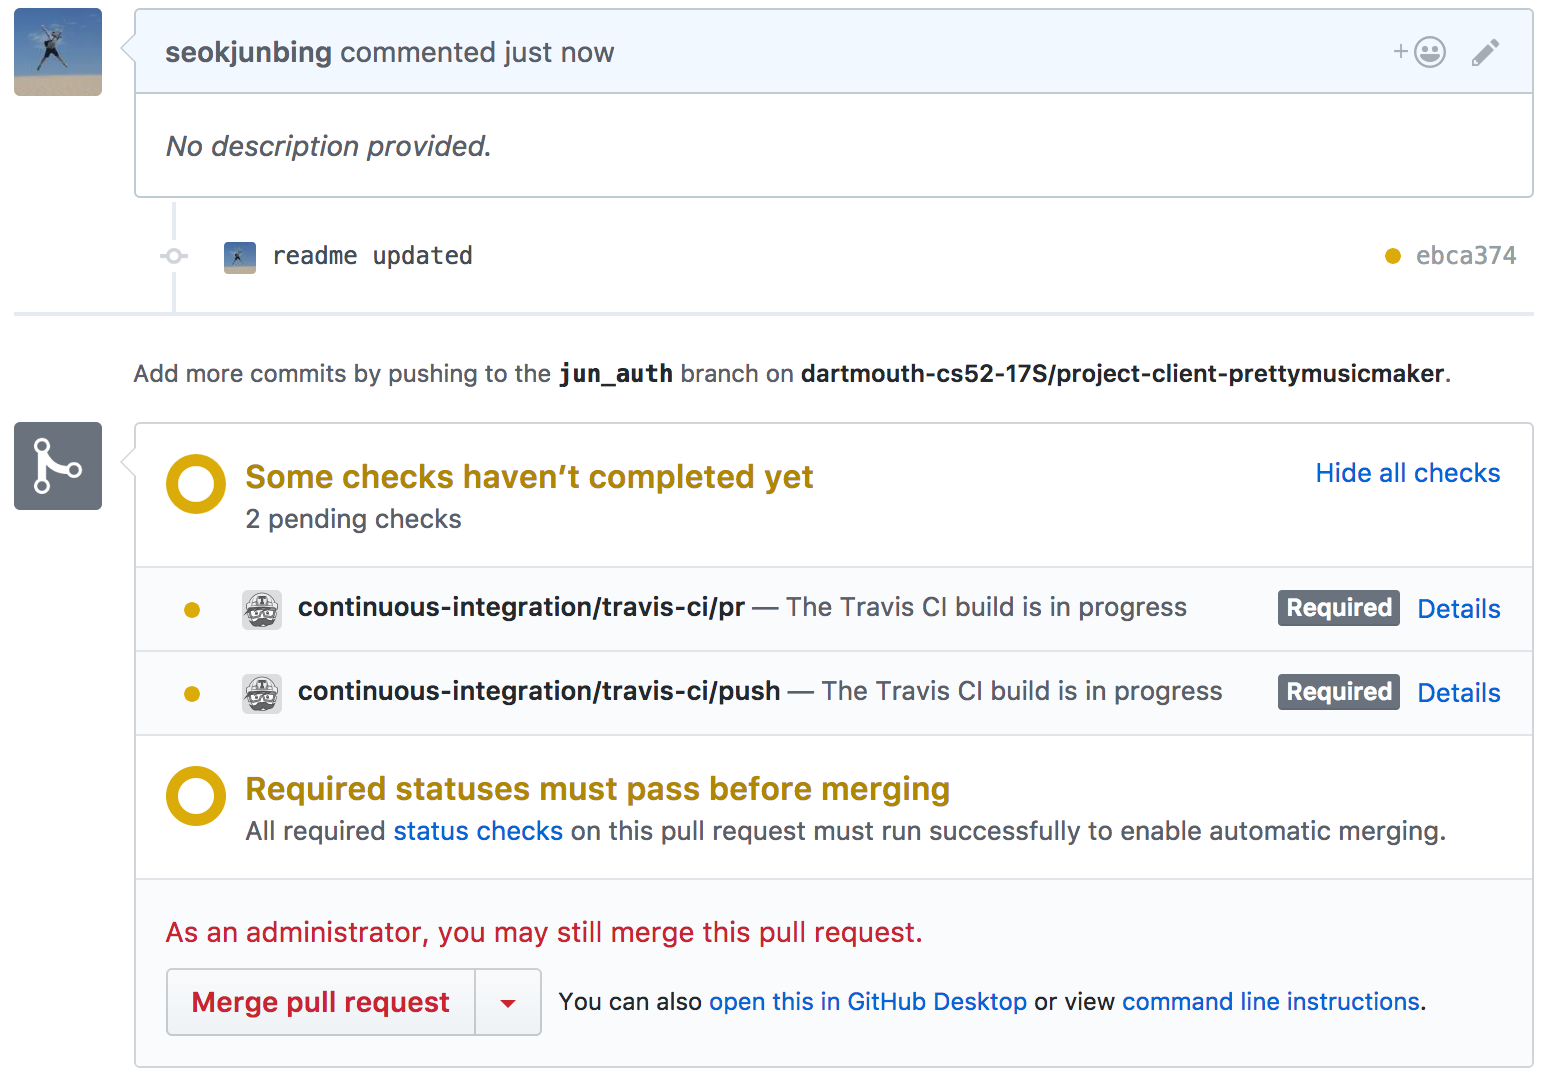 seokjunbing commented just now
No description provided.
readme updated
ebca374
Add more commits by pushing to the jun_auth branch on dartmouth-cs52-17S/project-client-prettymusicmaker.
Some checks haven’t completed yet
Hide all checks
2 pending checks
continuous-integration/travis-ci/pr — The Travis CI build is in progress
Required
Details
continuous-integration/travis-ci/push — The Travis CI build is in progress
Required
Details
Required statuses must pass before merging
All required status checks on this pull request must run successfully to enable automatic merging.
As an administrator, you may still merge this pull request.
Merge pull request
You can also open this in GitHub Desktop or view command line instructions.